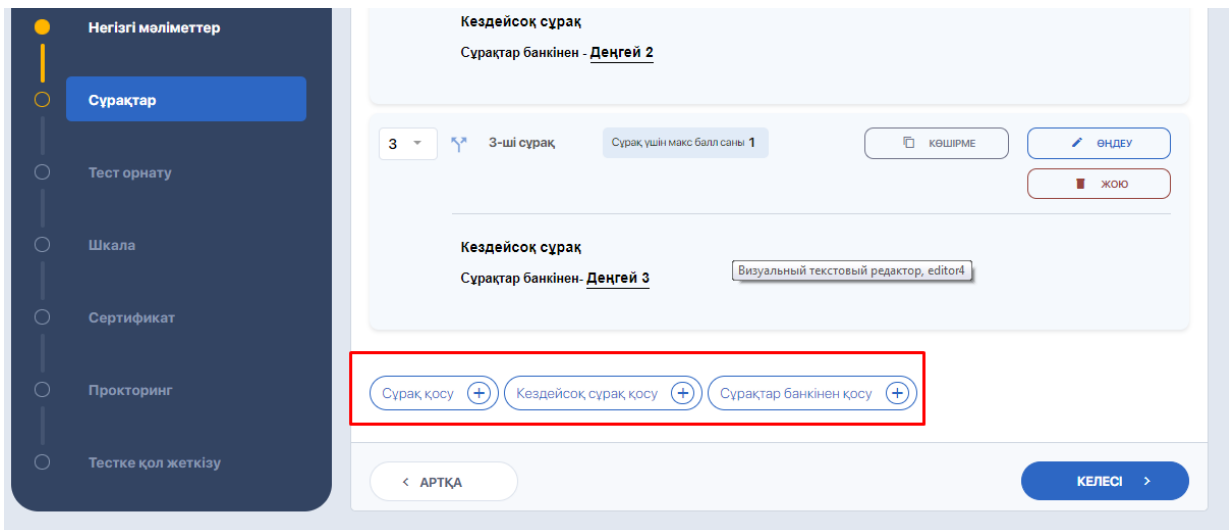 Негізгі мәліметтер
Сұрақтар
Тест орнату
Шкала
Сертификат
Прокторинг
Тестке қол жеткізу
Кездейсоқ сұрақ
Сұрақтар банкінен - Деңгей 2
3 3-ші сұрақ Сұрақ үшін макс балл саны 1 КӨШІРМЕ ӨҢДЕУ
ЖОЮ
Кездейсоқ сұрақ
Сұрақтар банкінен- Деңгей 3
Визуальный текстовый редактор, editor4
Сұрақ қосу Кездейсоқ сұрақ қосу Сұрақтар банкінен қосу
АРТҚА КЕЛЕСІ